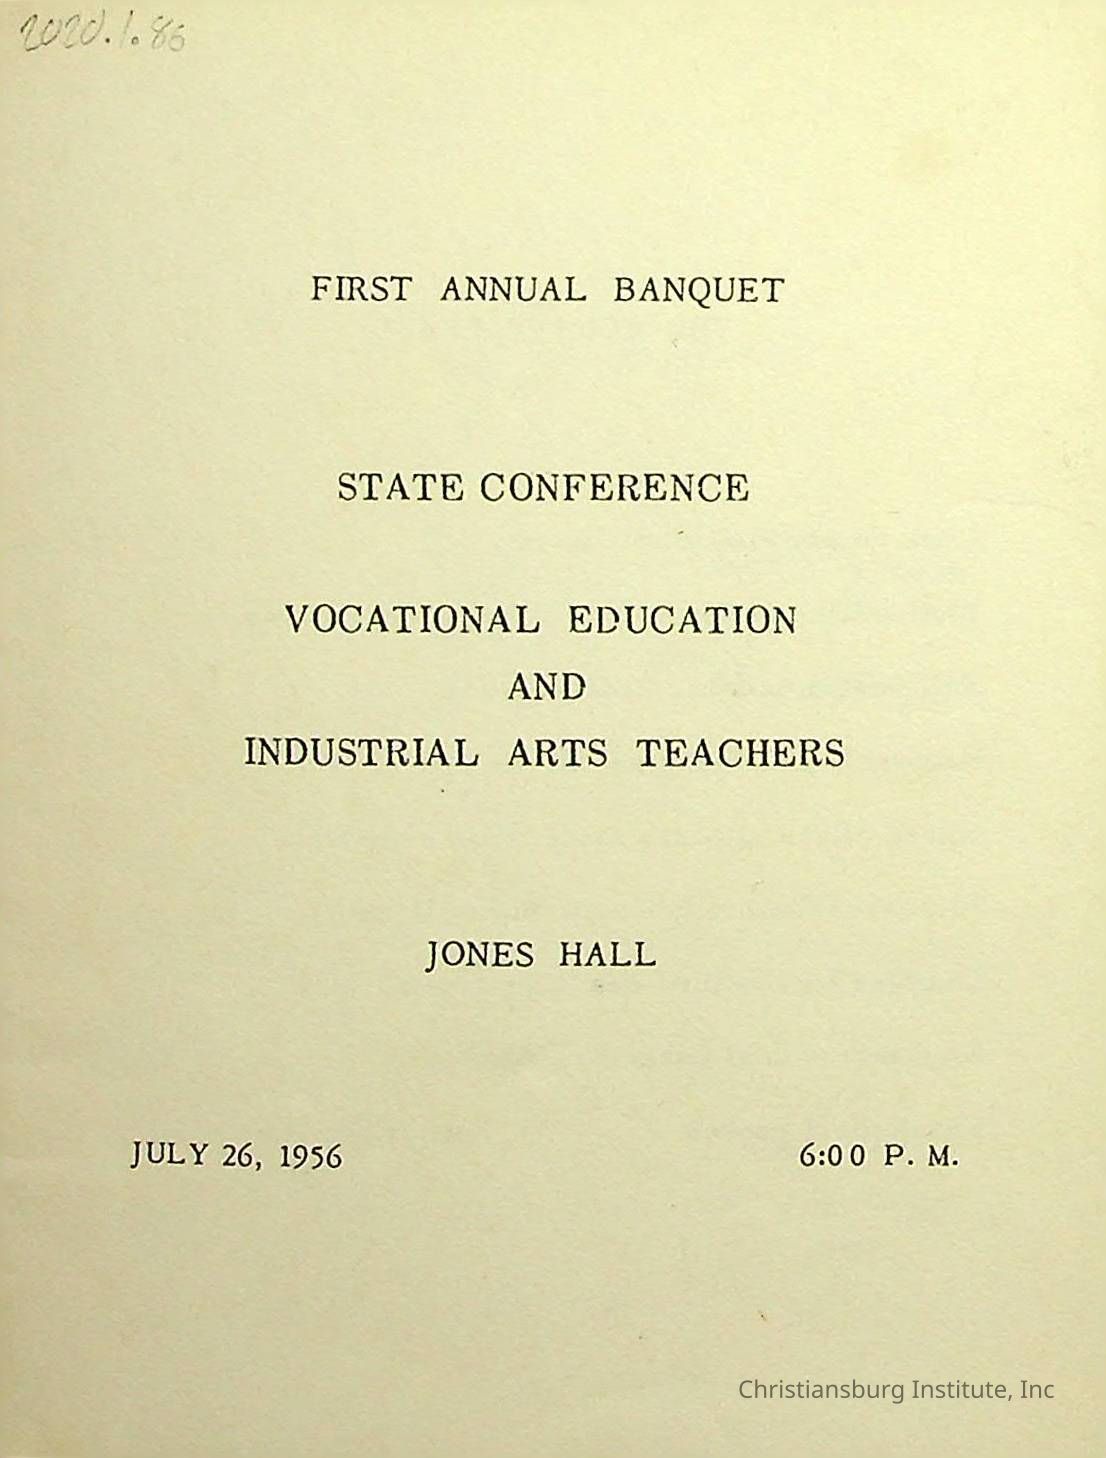 2020.1.86
FIRST ANNUAL BANQUET
STATE CONFERENCE
VOCATIONAL EDUCATION
AND
INDUSTRIAL ARTS TEACHERS
JONES HALL
JULY 26, 1956 6:00 P. M.
Christiansburg Institute, Inc